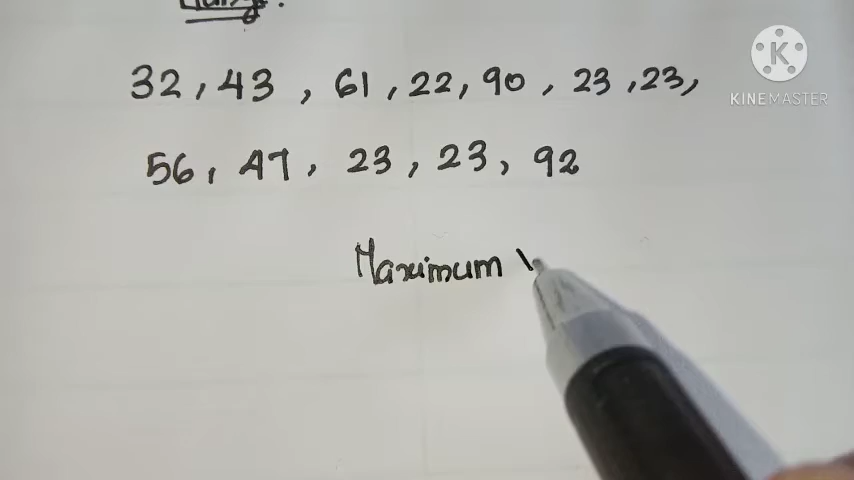 32, 43, 61, 22, 90, 23, 23,
56, 47, 23, 23, 92
Maximum
KINEMASTER